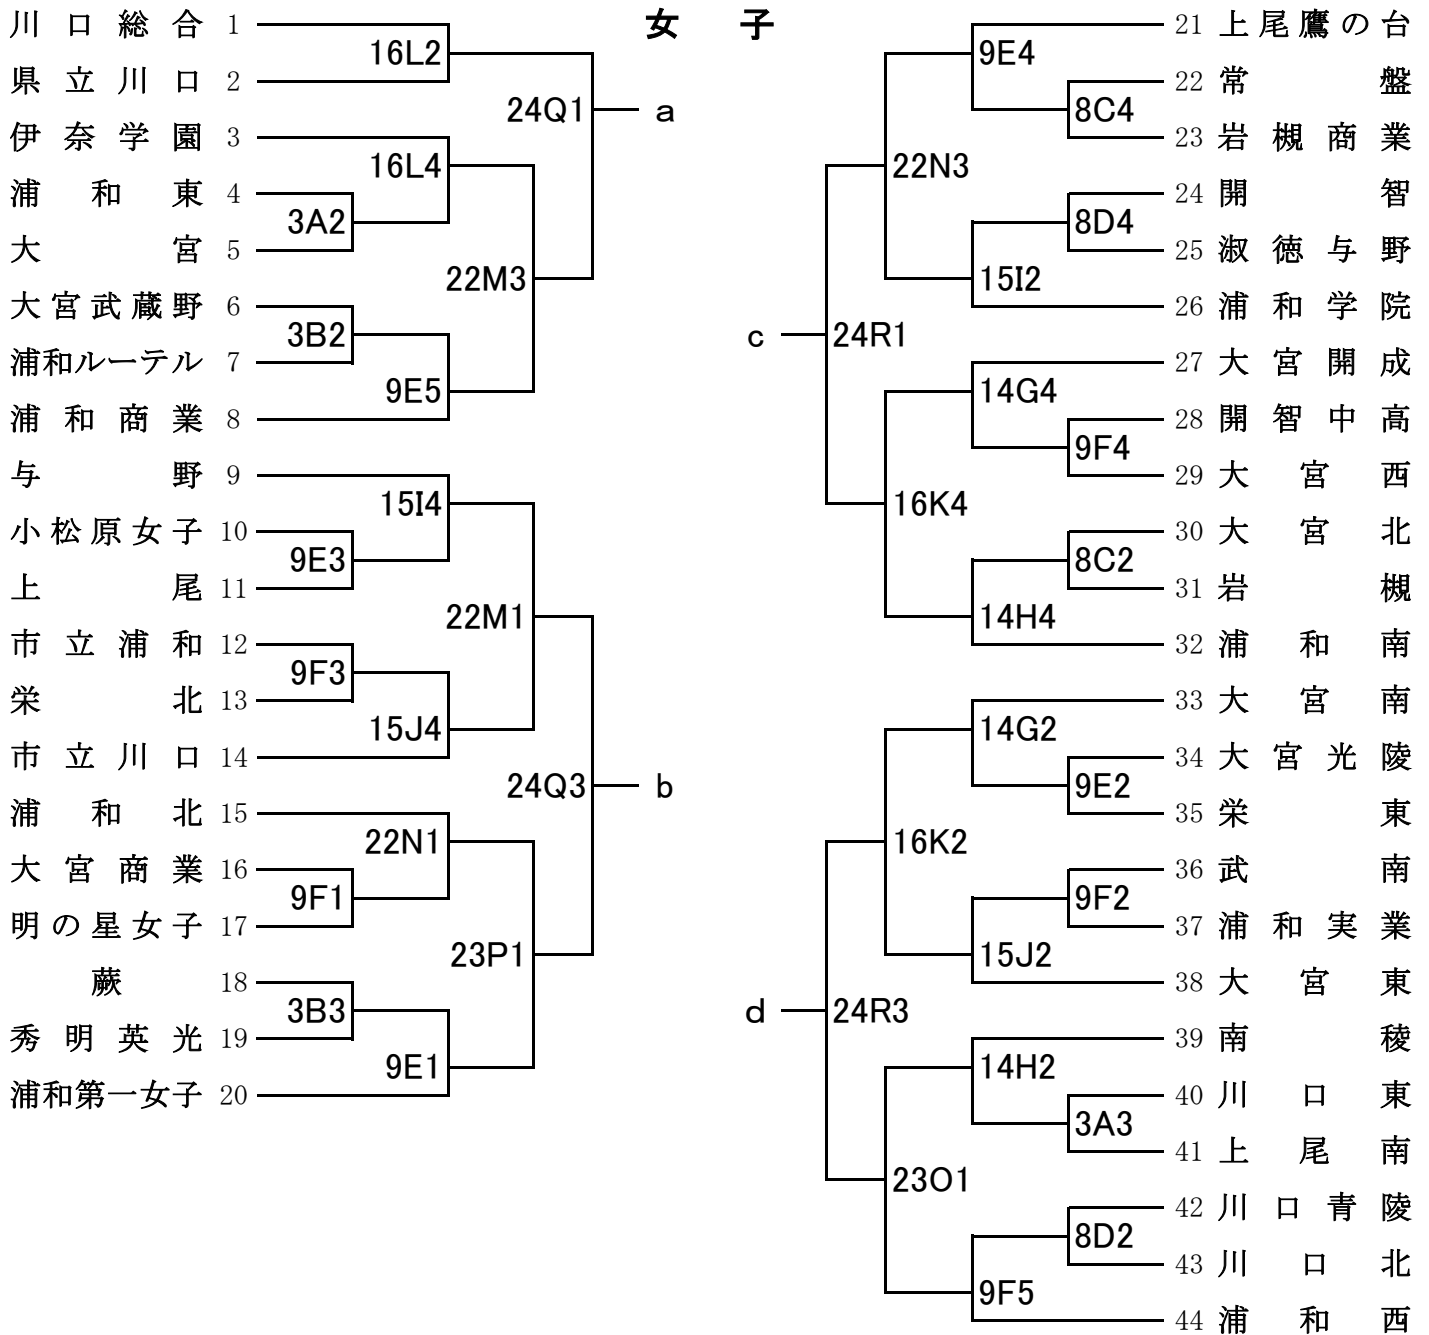 女 子
川口総合 1
16L2
県立川口 2
24Q1
a
伊奈学園 3
16L4
浦和東 4
3A2
大宮 5
22M3
大宮武蔵野 6
3B2
浦和ルーテル 7
9E5
浦和商業 8
与野 9
15I4
小松原女子 10
9E3
上尾 11
22M1
市立浦和 12
9F3
栄北 13
15J4
市立川口 14
24Q3
b
浦和北 15
22N1
大宮商業 16
9F1
明の星女子 17
23P1
蕨 18
3B3
秀明英光 19
9E1
浦和第一女子 20
21 上尾鷹の台
9E4
22 常盤
8C4
23 岩槻商業
22N3
24 開智
8D4
25 淑徳与野
15I2
26 浦和学院
c
24R1
27 大宮開成
14G4
28 開智中高
9F4
29 大宮西
16K4
30 大宮北
8C2
31 岩槻
14H4
32 浦和南
33 大宮南
14G2
34 大宮光陵
9E2
35 栄東
16K2
36 武南
9F2
37 浦和実業
15J2
38 大宮東
d
24R3
39 南稜
14H2
40 川口東
3A3
41 上尾南
23O1
42 川口青陵
8D2
43 川口北
9F5
44 浦和西